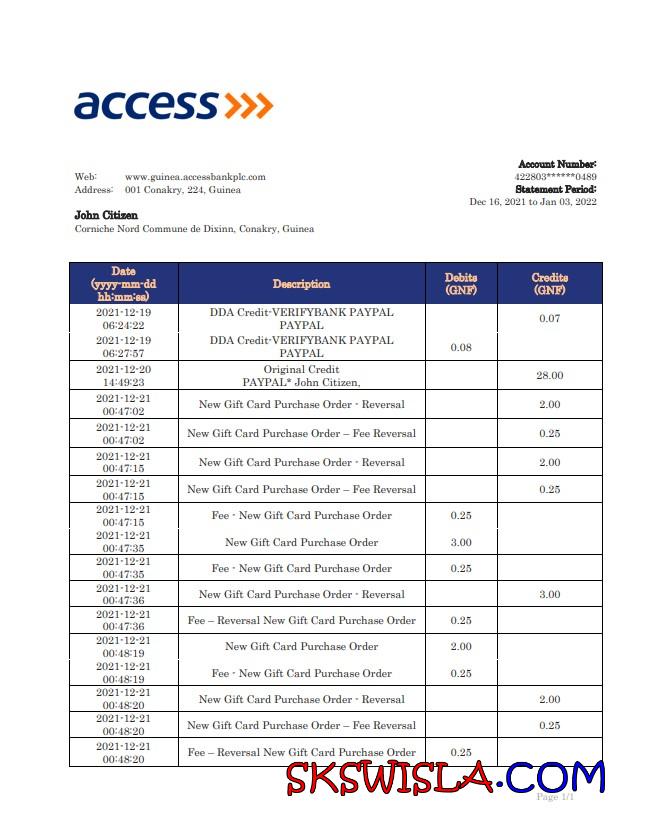 access
Web: www.guinea.accessbankplc.com
Address: 001 Conakry, 224, Guinea
Account Number:
422803******0489
Statement Period:
Dec 16, 2021 to Jan 03, 2022
John Citizen
Corniche Nord Commune de Dixinn, Conakry, Guinea
Date
(yyyy-mm-dd
hh:mm:ss)
Description
Debits
(GNF)
Credits
(GNF)
2021-12-19
06:24:22
DDA Credit-VERIFYBANK PAYPAL
PAYPAL
0.07
2021-12-19
06:27:57
DDA Credit-VERIFYBANK PAYPAL
PAYPAL
0.08
2021-12-20
14:49:23
Original Credit
PAYPAL* John Citizen,
28.00
2021-12-21
00:47:02
New Gift Card Purchase Order - Reversal
2.00
2021-12-21
00:47:02
New Gift Card Purchase Order – Fee Reversal
0.25
2021-12-21
00:47:15
New Gift Card Purchase Order - Reversal
2.00
2021-12-21
00:47:15
New Gift Card Purchase Order – Fee Reversal
0.25
2021-12-21
00:47:15
Fee - New Gift Card Purchase Order
0.25
2021-12-21
00:47:35
New Gift Card Purchase Order
3.00
2021-12-21
00:47:35
Fee - New Gift Card Purchase Order
0.25
2021-12-21
00:47:36
New Gift Card Purchase Order - Reversal
3.00
2021-12-21
00:47:36
Fee – Reversal New Gift Card Purchase Order
0.25
2021-12-21
00:48:19
New Gift Card Purchase Order
2.00
2021-12-21
00:48:19
Fee - New Gift Card Purchase Order
0.25
2021-12-21
00:48:20
New Gift Card Purchase Order - Reversal
2.00
2021-12-21
00:48:20
New Gift Card Purchase Order – Fee Reversal
0.25
2021-12-21
00:48:20
Fee – Reversal New Gift Card Purchase Order
0.25
SKSWISLA.COM
Page 1/1